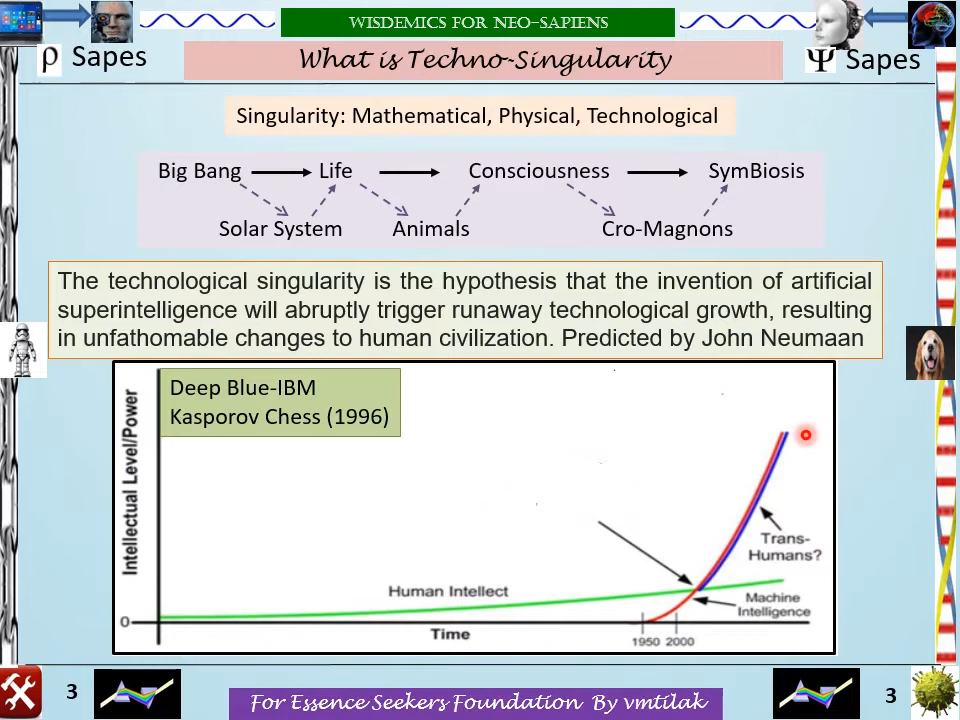 WISDEMICS FOR NEO-SAPIENS
ρ Sapes
What is Techno-Singularity
Ψ Sapes
Singularity: Mathematical, Physical, Technological
Big Bang Life Consciousness SymBiosis
Solar System Animals Cro-Magnons
The technological singularity is the hypothesis that the invention of artificial
superintelligence will abruptly trigger runaway technological growth, resulting
in unfathomable changes to human civilization. Predicted by John Neumaan
Deep Blue-IBM
Kasporov Chess (1996)
Intellectual Level/Power
Trans-
Humans?
Human Intellect
Machine
Intelligence
0
Time
1950 2000
3
For Essence Seekers Foundation By vmtilak
3